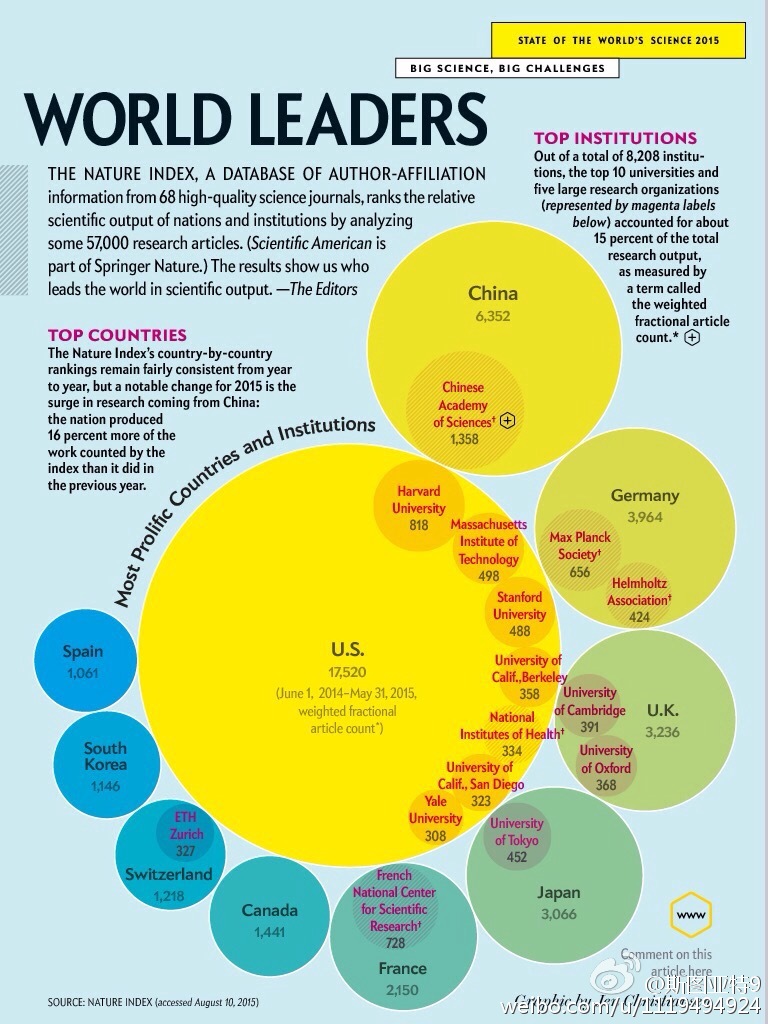 STATE OF THE WORLD'S SCIENCE 2015
BIG SCIENCE, BIG CHALLENGES
WORLD LEADERS
THE NATURE INDEX, A DATABASE OF AUTHOR-AFFILIATION
information from 68 high-quality science journals, ranks the relative
scientific output of nations and institutions by analyzing
some 57,000 research articles. (Scientific American is
part of Springer Nature.) The results show us who
leads the world in scientific output. —The Editors
TOP INSTITUTIONS
Out of a total of 8,208 institu-
tions, the top 10 universities and
five large research organizations
(represented by magenta labels
below) accounted for about
15 percent of the total
research output,
as measured by
a term called
the weighted
fractional article
count.*
TOP COUNTRIES
The Nature Index's country-by-country
rankings remain fairly consistent from year
to year, but a notable change for 2015 is the
surge in research coming from China:
the nation produced
16 percent more of the
work counted by the
index than it did in
the previous year.
Most Prolific Countries and Institutions
China
6,352
Chinese
Academy
of Sciences†
1,358
Germany
3,964
Max Planck
Society†
656
Helmholtz
Association†
424
U.S.
17,520
(June 1, 2014–May 31, 2015,
weighted fractional
article count*)
Harvard
University
818
Massachusetts
Institute of
Technology
498
Stanford
University
488
University of
Calif.,Berkeley
358
National
Institutes of Health†
334
University of
Calif., San Diego
323
Yale
University
308
U.K.
3,236
University
of Cambridge
391
University
of Oxford
368
Japan
3,066
University
of Tokyo
452
France
2,150
French
National Center
for Scientific
Research†
728
Canada
1,441
Switzerland
1,218
ETH
Zurich
327
South
Korea
1,146
Spain
1,061
www
Comment on this
article here
SOURCE: NATURE INDEX (accessed August 10, 2015)
Graphic by Jen
@斯图亚特9
weibo.com/u/1119494924